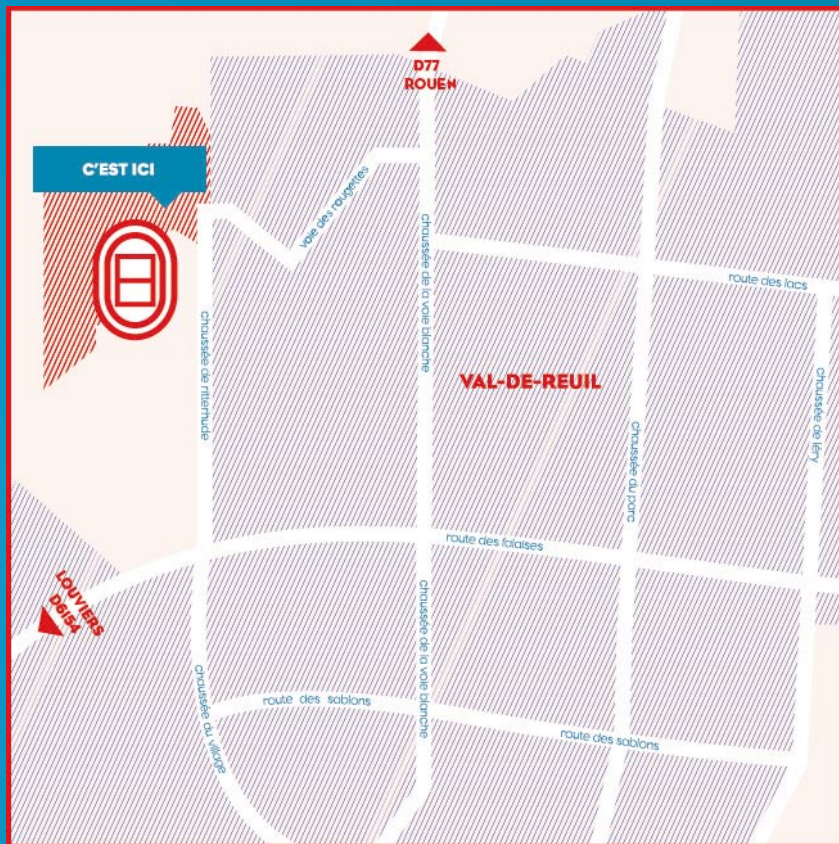 D77
ROUEN
C'EST ICI
voie des rougettes
chaussée de la voie blanche
route des lacs
chaussée de ritterhude
VAL-DE-REUIL
chaussée de léry
chaussée du parc
route des falaises
LOUVIERS
D6154
chaussée de la voie blanche
chaussée du village
route des sablons
route des sablons